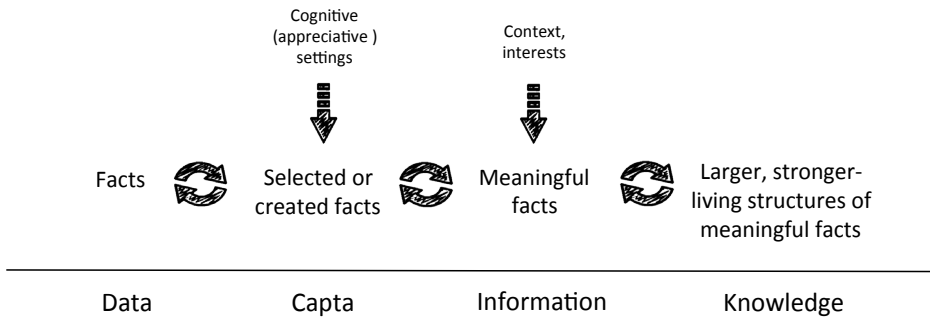 Cognitive
(appreciative )
settings
Context,
interests
Facts
Selected or
created facts
Meaningful
facts
Larger, stronger-
living structures of
meaningful facts
Data
Capta
Information
Knowledge